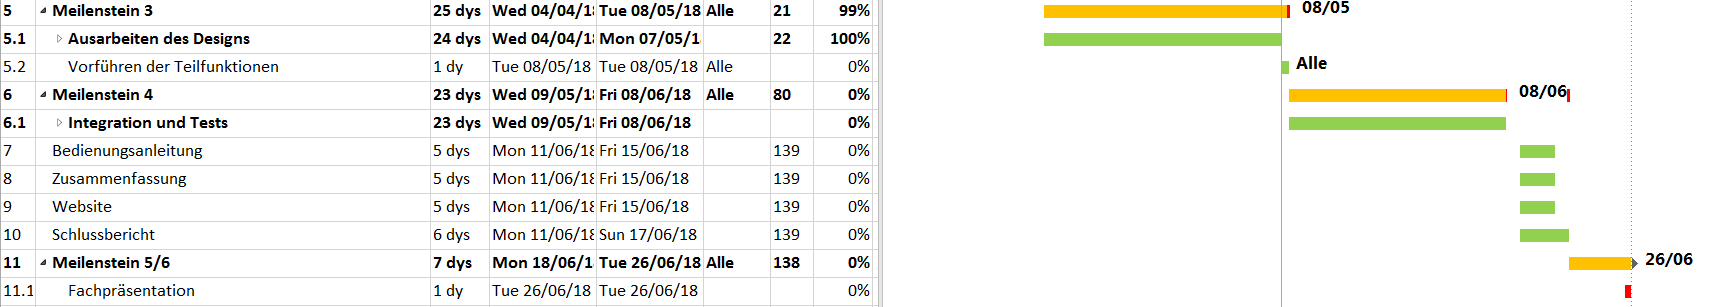 5 Meilenstein 3 25 dys Wed 04/04/1 Tue 08/05/18 Alle 21 99% 08/05
5.1 Ausarbeiten des Designs 24 dys Wed 04/04/1 Mon 07/05/1 22 100%
5.2 Vorführen der Teilfunktionen 1 dy Tue 08/05/18 Tue 08/05/18 Alle 0% Alle
6 Meilenstein 4 23 dys Wed 09/05/1 Fri 08/06/18 Alle 80 0% 08/06
6.1 Integration und Tests 23 dys Wed 09/05/1 Fri 08/06/18 0%
7 Bedienungsanleitung 5 dys Mon 11/06/18 Fri 15/06/18 139 0%
8 Zusammenfassung 5 dys Mon 11/06/18 Fri 15/06/18 139 0%
9 Website 5 dys Mon 11/06/18 Fri 15/06/18 139 0%
10 Schlussbericht 6 dys Mon 11/06/18 Sun 17/06/18 139 0%
11 Meilenstein 5/6 7 dys Mon 18/06/1 Tue 26/06/18 Alle 138 0% 26/06
11.1 Fachpräsentation 1 dy Tue 26/06/18 Tue 26/06/18 0%